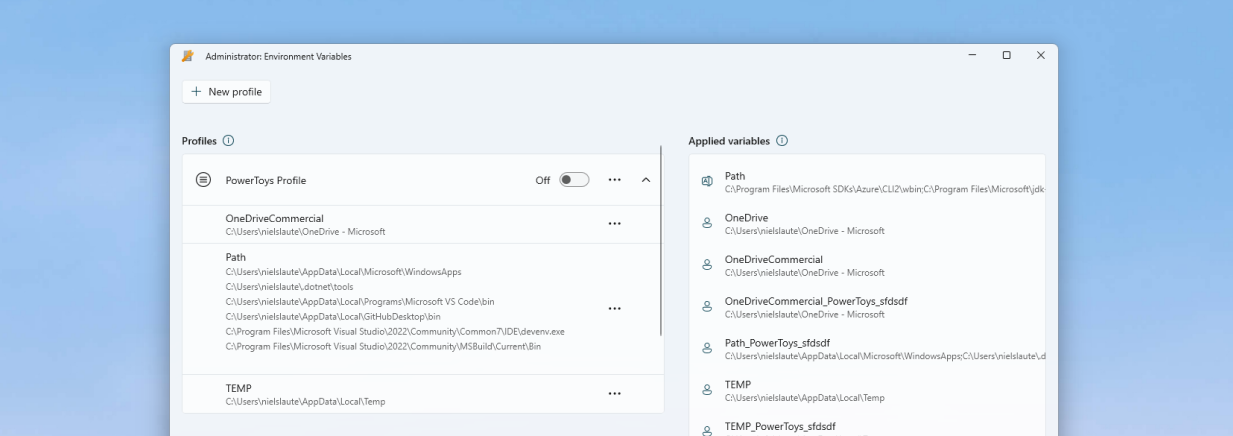 Administrator: Environment Variables
New profile
Profiles
PowerToys Profile
Off
OneDriveCommercial
C:\Users\nielslaute\OneDrive - Microsoft
Path
C:\Users\nielslaute\AppData\Local\Microsoft\WindowsApps
C:\Users\nielslaute\.dotnet\tools
C:\Users\nielslaute\AppData\Local\Programs\Microsoft VS Code\bin
C:\Users\nielslaute\AppData\Local\GitHubDesktop\bin
C:\Program Files\Microsoft Visual Studio\2022\Community\Common7\IDE\devenv.exe
C:\Program Files\Microsoft Visual Studio\2022\Community\MSBuild\Current\Bin
TEMP
C:\Users\nielslaute\AppData\Local\Temp
Applied variables
Path
C:\Program Files\Microsoft SDKs\Azure\CLI2\wbin;C:\Program Files\Microsoft\jdk-
OneDrive
C:\Users\nielslaute\OneDrive - Microsoft
OneDriveCommercial
C:\Users\nielslaute\OneDrive - Microsoft
OneDriveCommercial_PowerToys_sfdsdf
C:\Users\nielslaute\OneDrive - Microsoft
Path_PowerToys_sfdsdf
C:\Users\nielslaute\AppData\Local\Microsoft\WindowsApps;C:\Users\nielslaute\.d
TEMP
C:\Users\nielslaute\AppData\Local\Temp
TEMP_PowerToys_sfdsdf